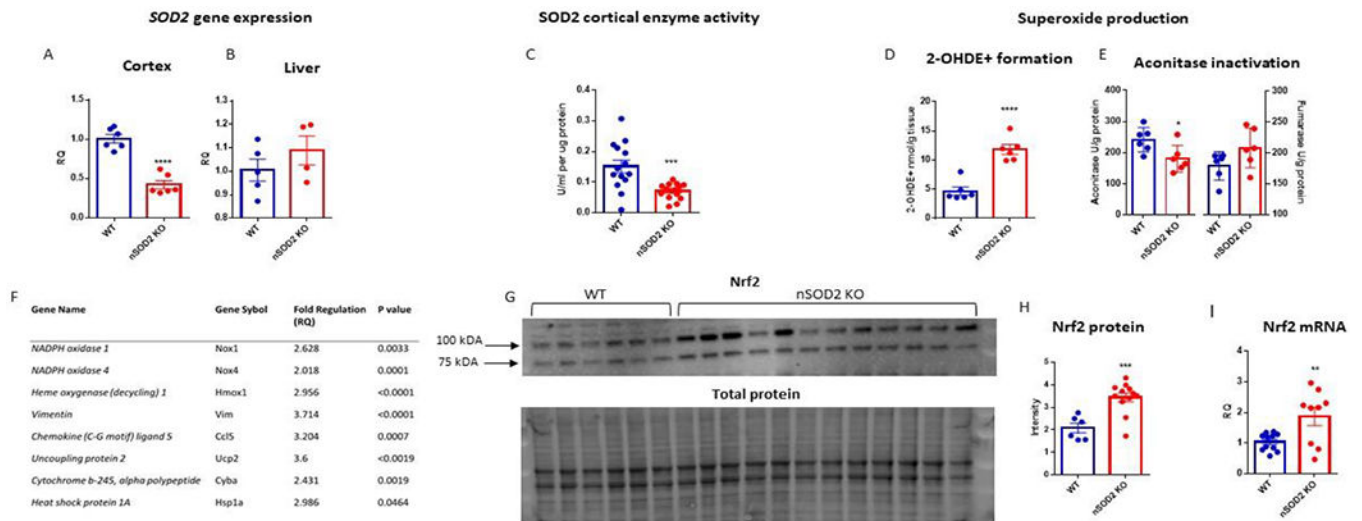 SOD2 gene expression
SOD2 cortical enzyme activity
Superoxide production
A
Cortex
RQ
1.5
1.0
0.5
0.0
****
WT
nSOD2 KO
B
Liver
RQ
1.3
1.2
1.1
1.0
0.9
0.8
WT
nSOD2 KO
C
U/ml per ug protein
0.4
0.3
0.2
0.1
0.0
***
WT
nSOD2 KO
D
2-OHDE+ formation
2-OHDE+ nmol/g tissue
20
15
10
5
0
****
WT
nSOD2 KO
E
Aconitase inactivation
Aconitase U/g protein
400
300
200
100
0
*
WT
nSOD2 KO
WT
nSOD2 KO
300
250
200
150
100
Fumarase U/g protein
F
Gene Name Gene Sybol Fold Regulation (RQ) P value
NADPH oxidase 1 Nox1 2.628 0.0033
NADPH oxidase 4 Nox4 2.018 0.0001
Heme oxygenase (decycling) 1 Hmox1 2.956 <0.0001
Vimentin Vim 3.714 <0.0001
Chemokine (C-G motif) ligand 5 Ccl5 3.204 0.0007
Uncoupling protein 2 Ucp2 3.6 <0.0019
Cytochrome b-245, alpha polypeptide Cyba 2.431 0.0019
Heat shock protein 1A Hsp1a 2.986 0.0464
G
Nrf2
WT
nSOD2 KO
100 kDA
75 kDA
Total protein
H
Nrf2 protein
Intensity
5
4
3
2
1
0
***
WT
nSOD2 KO
I
Nrf2 mRNA
RQ
4
3
2
1
0
**
WT
nSOD2 KO